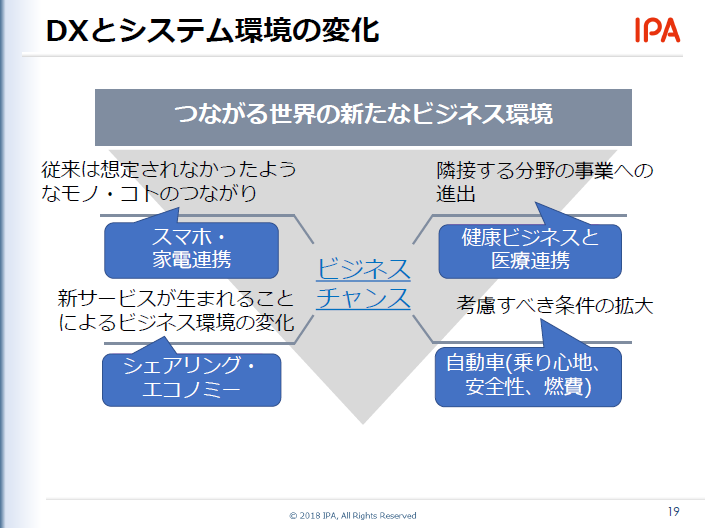 DXとシステム環境の変化
IPA
つながる世界の新たなビジネス環境
従来は想定されなかったよう
なモノ・コトのつながり
スマホ・
家電連携
隣接する分野の事業への
進出
健康ビジネスと
医療連携
ビジネス
チャンス
新サービスが生まれること
によるビジネス環境の変化
シェアリング・
エコノミー
考慮すべき条件の拡大
自動車(乗り心地、
安全性、燃費)
© 2018 IPA, All Rights Reserved
19